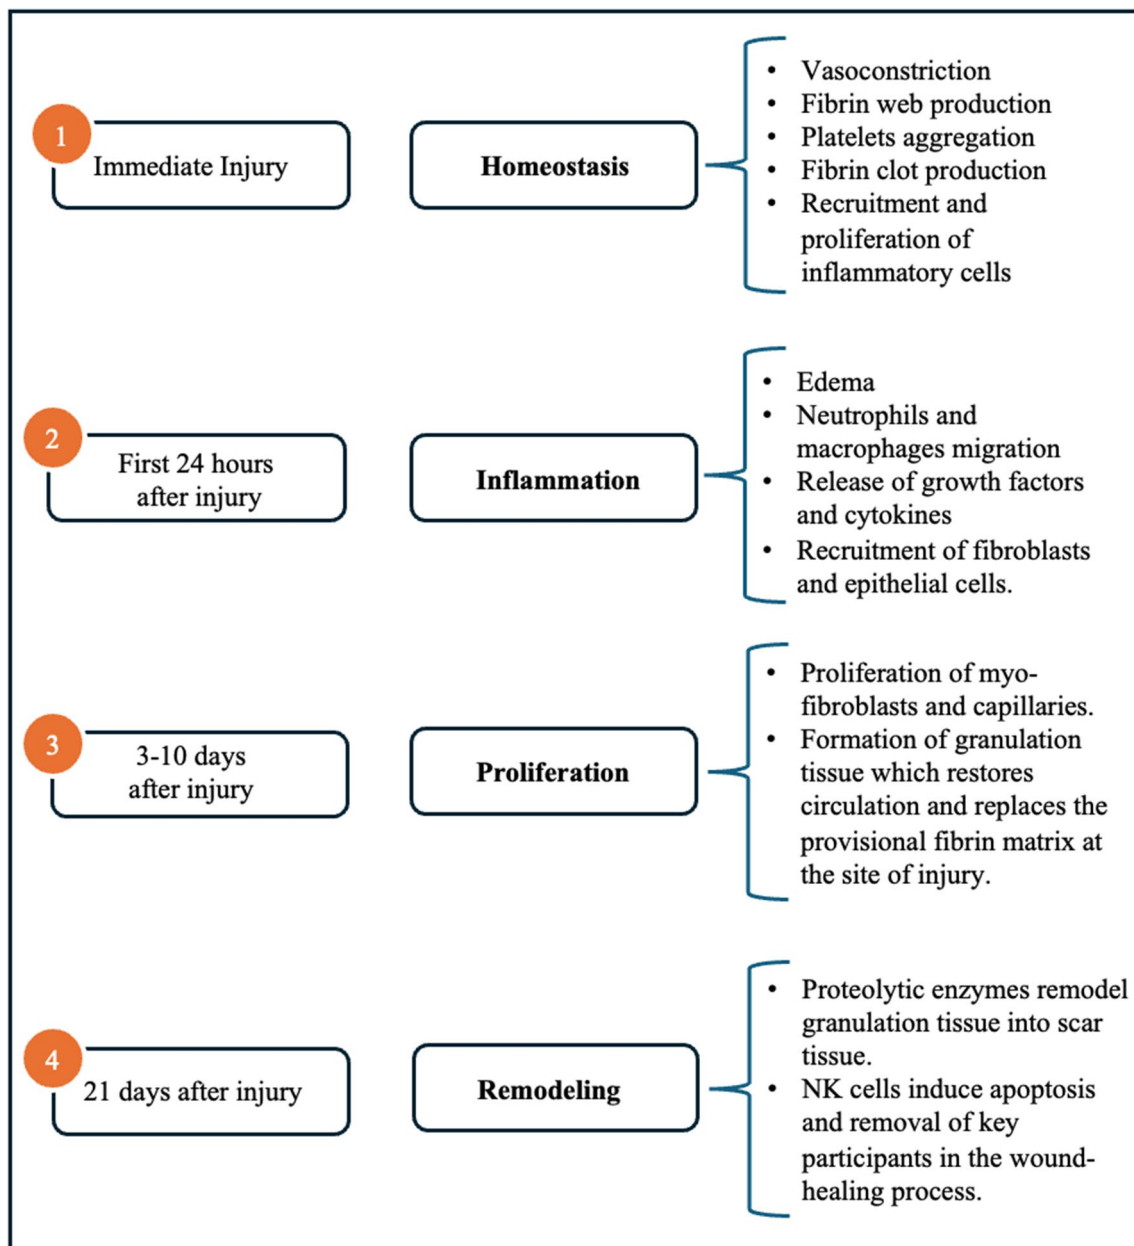 1
Immediate Injury
Homeostasis
• Vasoconstriction
• Fibrin web production
• Platelets aggregation
• Fibrin clot production
• Recruitment and
proliferation of
inflammatory cells
2
First 24 hours
after injury
Inflammation
• Edema
• Neutrophils and
macrophages migration
• Release of growth factors
and cytokines
• Recruitment of fibroblasts
and epithelial cells.
3
3-10 days
after injury
Proliferation
• Proliferation of myo-
fibroblasts and capillaries.
• Formation of granulation
tissue which restores
circulation and replaces the
provisional fibrin matrix at
the site of injury.
4
21 days after injury
Remodeling
• Proteolytic enzymes remodel
granulation tissue into scar
tissue.
• NK cells induce apoptosis
and removal of key
participants in the wound-
healing process.